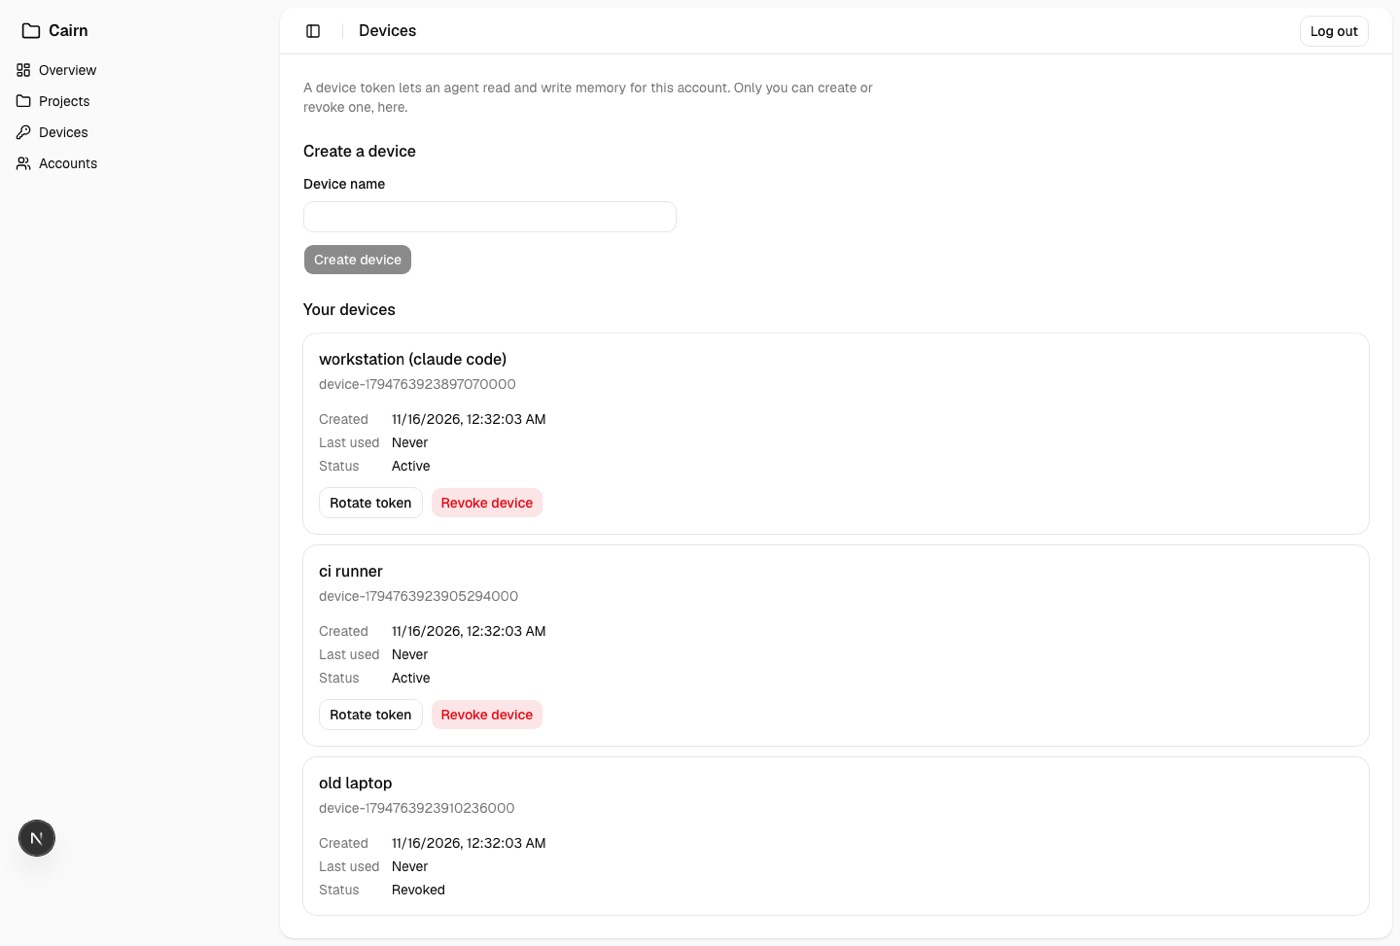 Cairn
Overview
Projects
Devices
Accounts
Devices
Log out
A device token lets an agent read and write memory for this account. Only you can create or
revoke one, here.
Create a device
Device name
Create device
Your devices
workstation (claude code)
device-1794763923897070000
Created 11/16/2026, 12:32:03 AM
Last used Never
Status Active
Rotate token Revoke device
ci runner
device-1794763923905294000
Created 11/16/2026, 12:32:03 AM
Last used Never
Status Active
Rotate token Revoke device
old laptop
device-1794763923910236000
Created 11/16/2026, 12:32:03 AM
Last used Never
Status Revoked
N